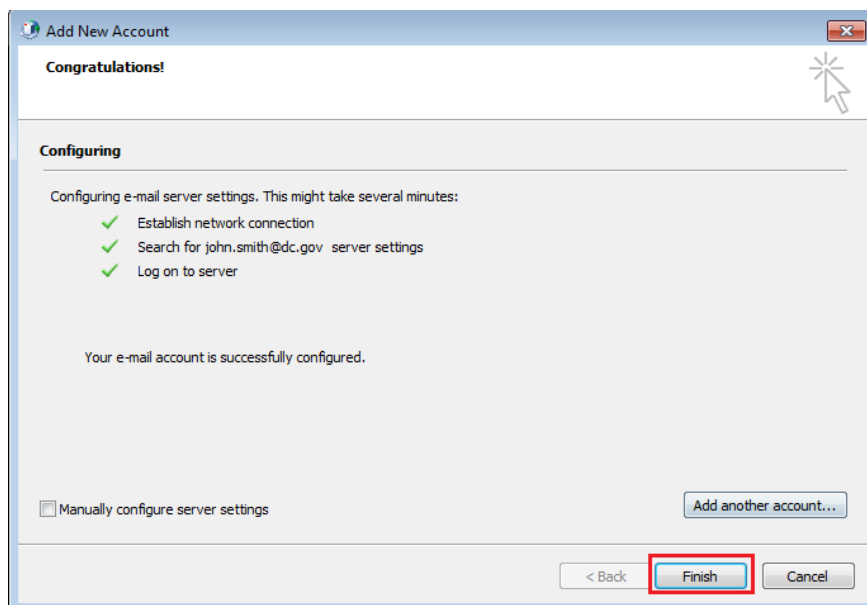 Add New Account
Congratulations!
Configuring
Configuring e-mail server settings. This might take several minutes:
Establish network connection
Search for john.smith@dc.gov server settings
Log on to server
Your e-mail account is successfully configured.
Manually configure server settings
Add another account...
< Back Finish Cancel